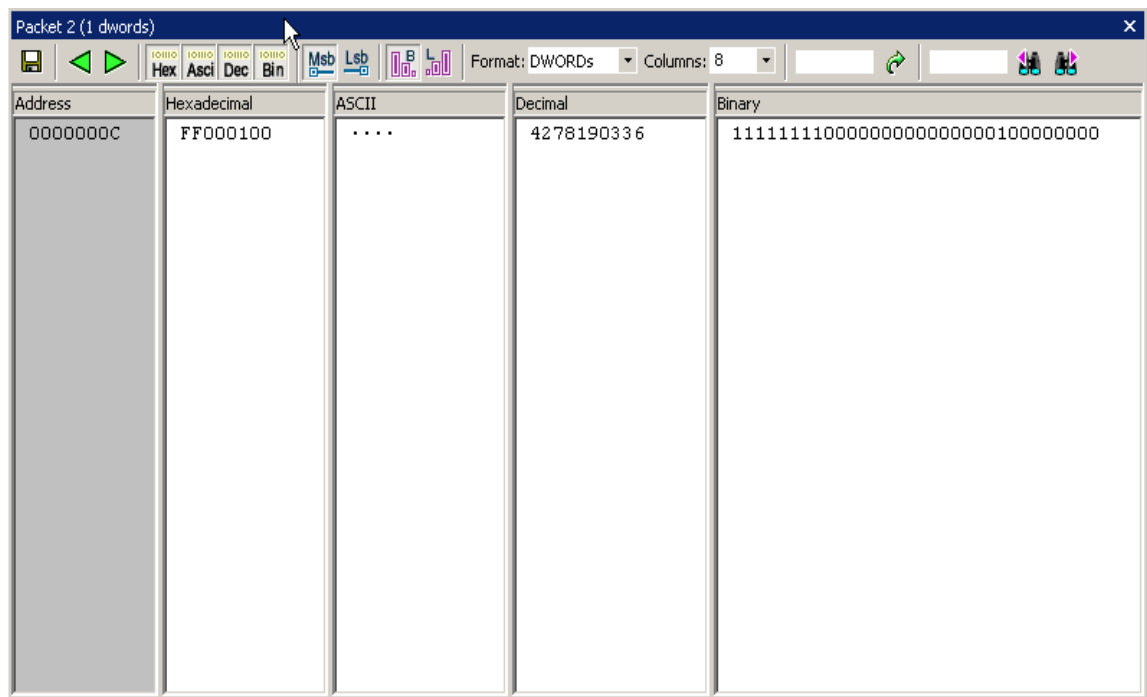 Packet 2 (1 dwords)
Hex Asci Dec Bin Msb Lsb B L Format: DWORDs Columns: 8
Address Hexadecimal ASCII Decimal Binary
0000000C FF000100 .... 4278190336 11111111000000000000000100000000